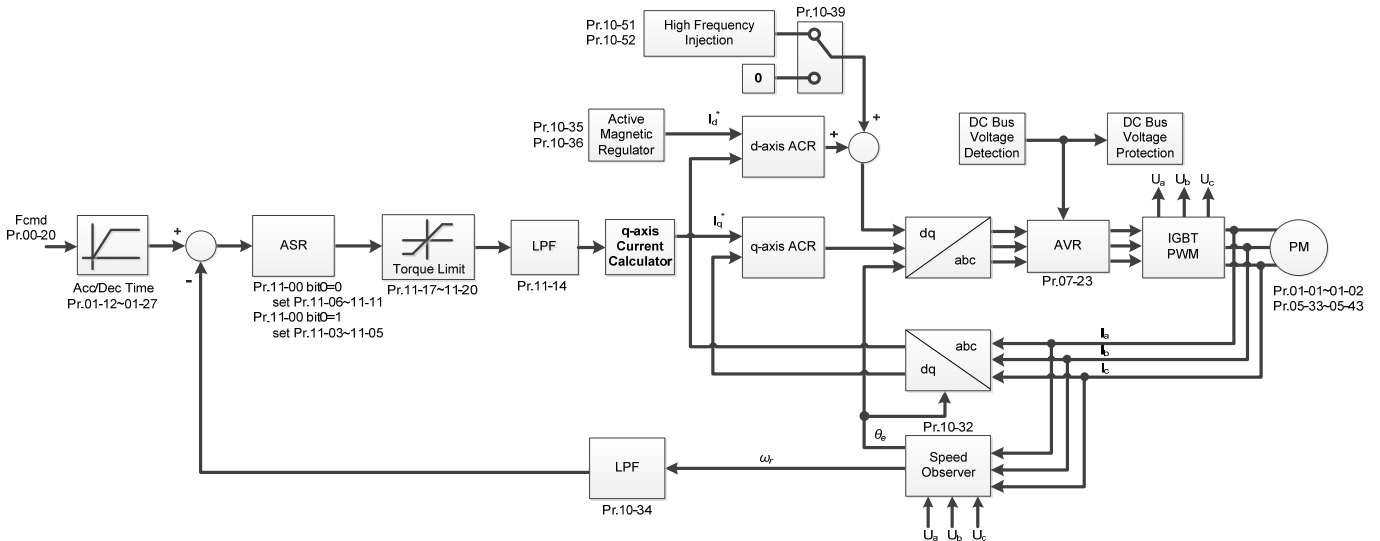 Pr.10-39
Pr.10-51
Pr.10-52
High Frequency
Injection
0
Pr.10-35
Pr.10-36
Active
Magnetic
Regulator
Id*
d-axis ACR
+
+
DC Bus
Voltage
Detection
DC Bus
Voltage
Protection
Ua
Ub
Uc
Fcmd
Pr.00-20
Acc/Dec Time
Pr.01-12~01-27
+
-
ASR
Pr.11-00 bit0=0
set Pr.11-06~11-11
Pr.11-00 bit0=1
set Pr.11-03~11-05
Torque Limit
Pr.11-17~11-20
LPF
Pr.11-14
q-axis
Current
Calculator
Iq*
q-axis ACR
dq
abc
AVR
Pr.07-23
IGBT
PWM
PM
Pr.01-01~01-02
Pr.05-33~05-43
abc
dq
Ia
Ib
Ic
Pr.10-32
θe
Speed
Observer
ωr
LPF
Pr.10-34
Ua
Ub
Uc